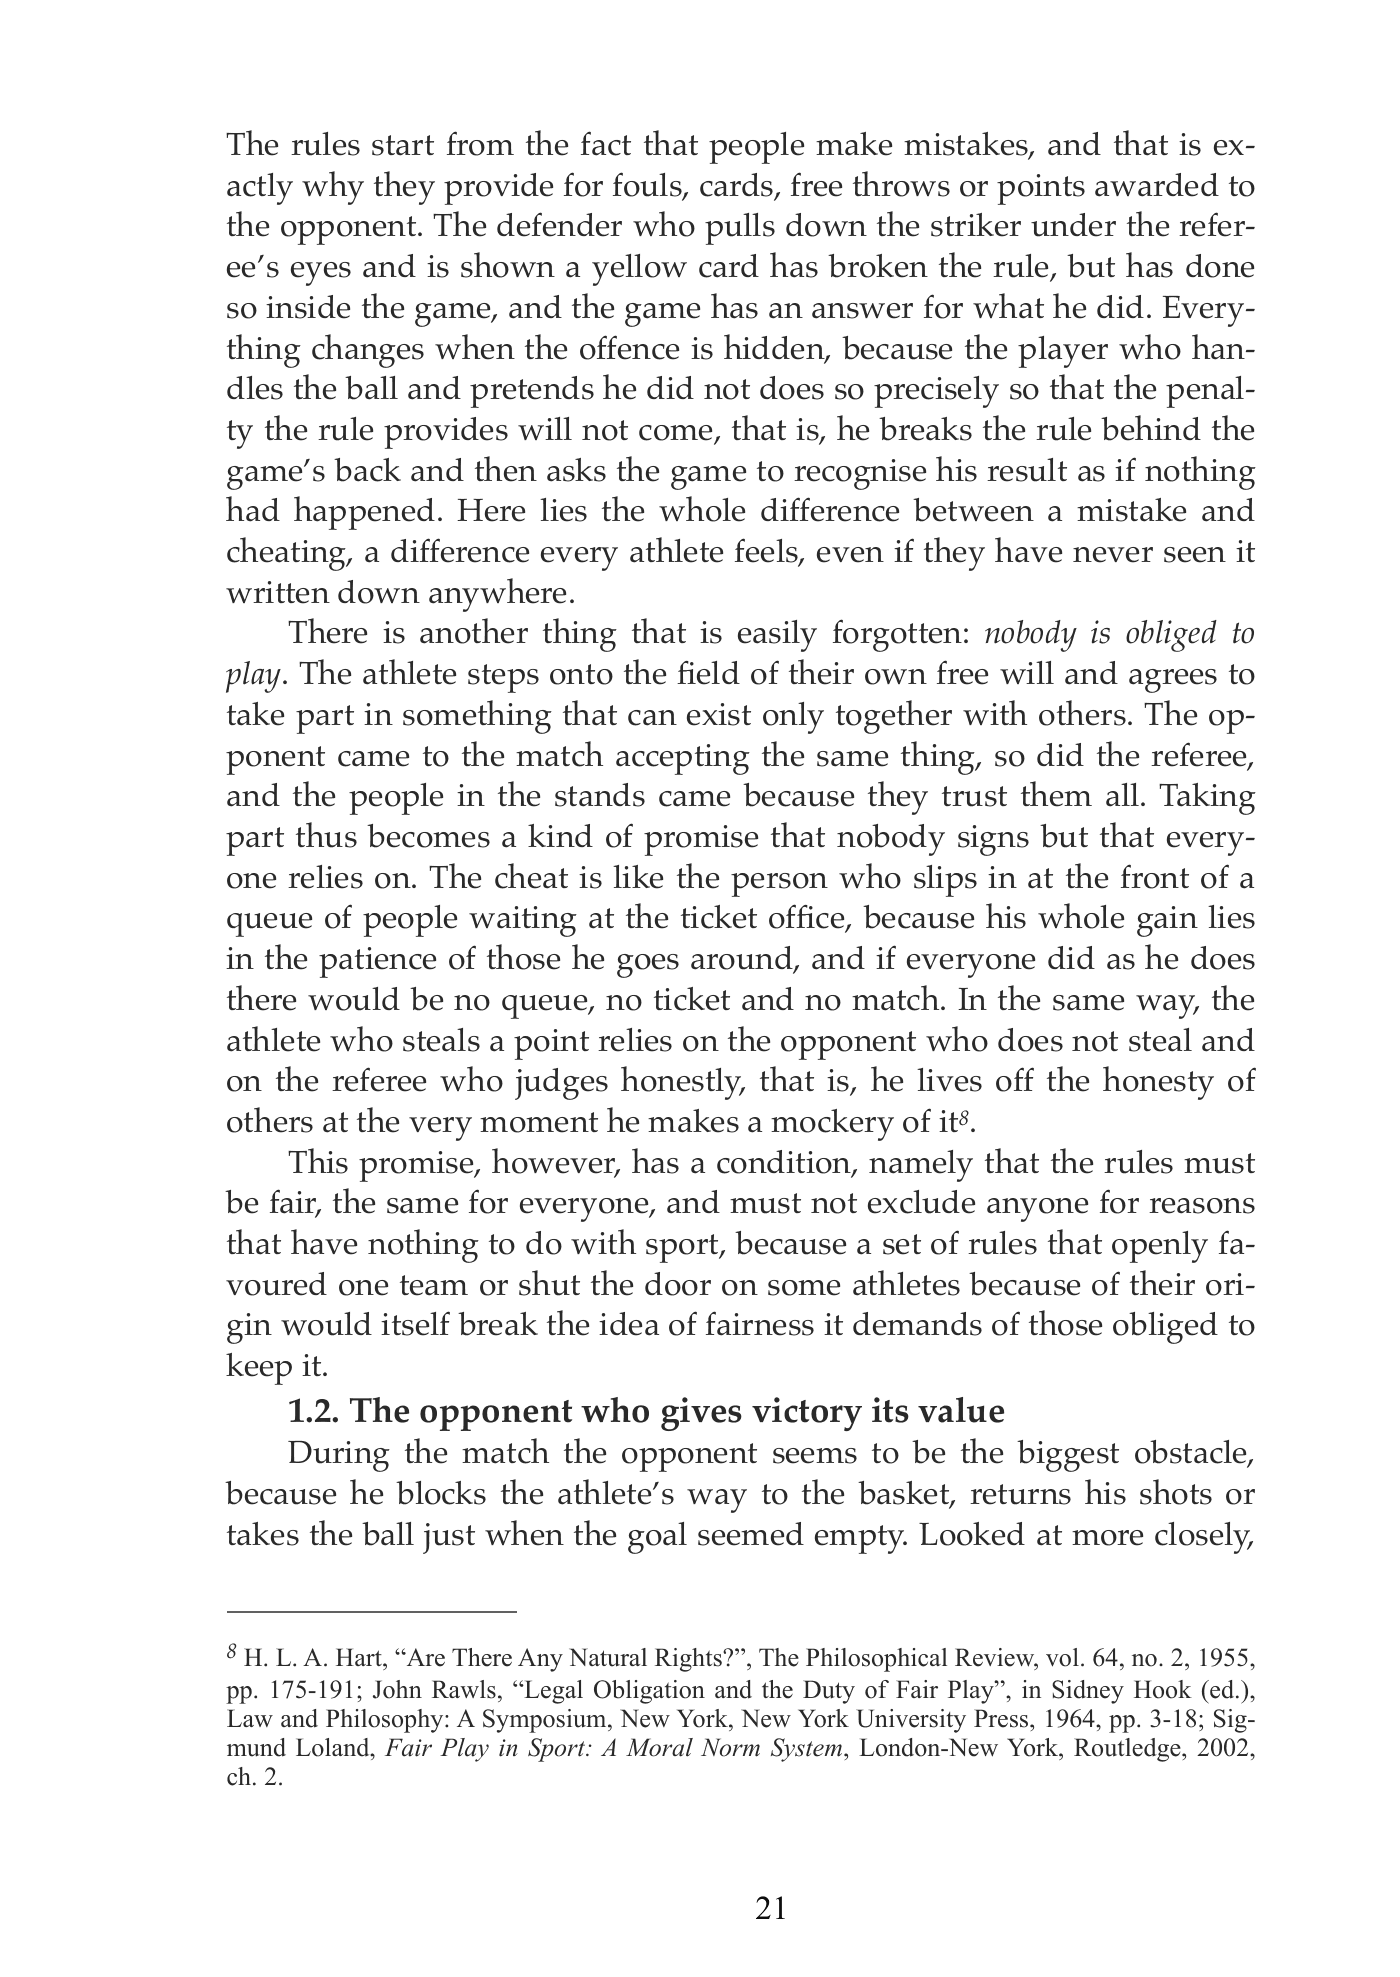 The rules start from the fact that people make mistakes, and that is ex-
actly why they provide for fouls, cards, free throws or points awarded to
the opponent. The defender who pulls down the striker under the refer-
ee’s eyes and is shown a yellow card has broken the rule, but has done
so inside the game, and the game has an answer for what he did. Every-
thing changes when the offence is hidden, because the player who han-
dles the ball and pretends he did not does so precisely so that the penal-
ty the rule provides will not come, that is, he breaks the rule behind the
game’s back and then asks the game to recognise his result as if nothing
had happened. Here lies the whole difference between a mistake and
cheating, a difference every athlete feels, even if they have never seen it
written down anywhere.
There is another thing that is easily forgotten: nobody is obliged to
play. The athlete steps onto the field of their own free will and agrees to
take part in something that can exist only together with others. The op-
ponent came to the match accepting the same thing, so did the referee,
and the people in the stands came because they trust them all. Taking
part thus becomes a kind of promise that nobody signs but that every-
one relies on. The cheat is like the person who slips in at the front of a
queue of people waiting at the ticket office, because his whole gain lies
in the patience of those he goes around, and if everyone did as he does
there would be no queue, no ticket and no match. In the same way, the
athlete who steals a point relies on the opponent who does not steal and
on the referee who judges honestly, that is, he lives off the honesty of
others at the very moment he makes a mockery of it8.
This promise, however, has a condition, namely that the rules must
be fair, the same for everyone, and must not exclude anyone for reasons
that have nothing to do with sport, because a set of rules that openly fa-
voured one team or shut the door on some athletes because of their ori-
gin would itself break the idea of fairness it demands of those obliged to
keep it.
1.2. The opponent who gives victory its value
During the match the opponent seems to be the biggest obstacle,
because he blocks the athlete’s way to the basket, returns his shots or
takes the ball just when the goal seemed empty. Looked at more closely,
8 H. L. A. Hart, “Are There Any Natural Rights?”, The Philosophical Review, vol. 64, no. 2, 1955,
pp. 175-191; John Rawls, “Legal Obligation and the Duty of Fair Play”, in Sidney Hook (ed.),
Law and Philosophy: A Symposium, New York, New York University Press, 1964, pp. 3-18; Sig-
mund Loland, Fair Play in Sport: A Moral Norm System, London-New York, Routledge, 2002,
ch. 2.
21